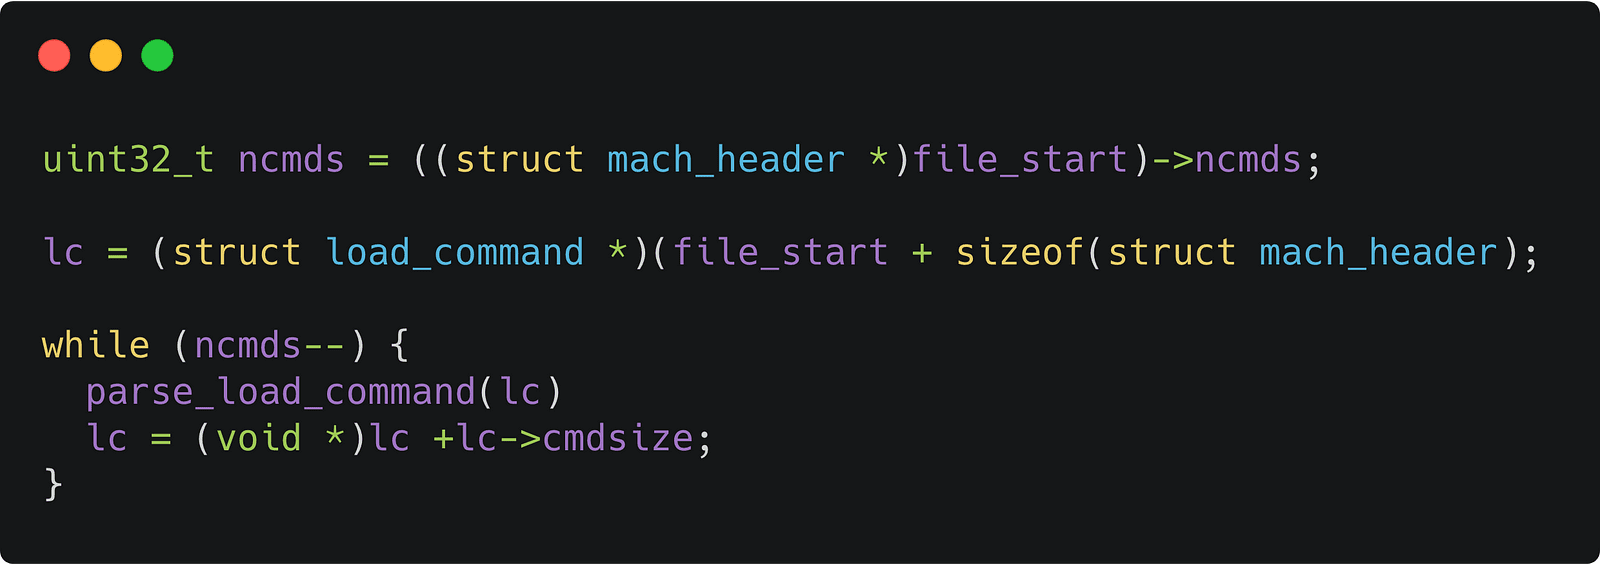 uint32_t ncmds = ((struct mach_header *)file_start)->ncmds;
lc = (struct load_command *)(file_start + sizeof(struct mach_header);
while (ncmds--) {
  parse_load_command(lc)
  lc = (void *)lc +lc->cmdsize;
}